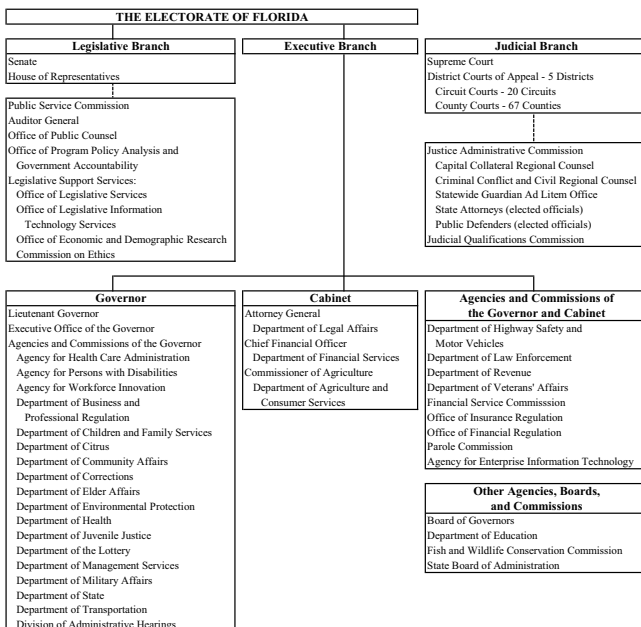 THE ELECTORATE OF FLORIDA
Legislative Branch
Senate
House of Representatives
Public Service Commission
Auditor General
Office of Public Counsel
Office of Program Policy Analysis and
Government Accountability
Legislative Support Services:
Office of Legislative Services
Office of Legislative Information
Technology Services
Office of Economic and Demographic Research
Commission on Ethics
Executive Branch
Judicial Branch
Supreme Court
District Courts of Appeal - 5 Districts
Circuit Courts - 20 Circuits
County Courts - 67 Counties
Justice Administrative Commission
Capital Collateral Regional Counsel
Criminal Conflict and Civil Regional Counsel
Statewide Guardian Ad Litem Office
State Attorneys (elected officials)
Public Defenders (elected officials)
Judicial Qualifications Commission
Governor
Lieutenant Governor
Executive Office of the Governor
Agencies and Commissions of the Governor
Agency for Health Care Administration
Agency for Persons with Disabilities
Agency for Workforce Innovation
Department of Business and
Professional Regulation
Department of Children and Family Services
Department of Citrus
Department of Community Affairs
Department of Corrections
Department of Elder Affairs
Department of Environmental Protection
Department of Health
Department of Juvenile Justice
Department of the Lottery
Department of Management Services
Department of Military Affairs
Department of State
Department of Transportation
Division of Administrative Hearings
Cabinet
Attorney General
Department of Legal Affairs
Chief Financial Officer
Department of Financial Services
Commissioner of Agriculture
Department of Agriculture and
Consumer Services
Agencies and Commissions of
the Governor and Cabinet
Department of Highway Safety and
Motor Vehicles
Department of Law Enforcement
Department of Revenue
Department of Veterans' Affairs
Financial Service Commisssion
Office of Insurance Regulation
Office of Financial Regulation
Parole Commission
Agency for Enterprise Information Technology
Other Agencies, Boards,
and Commissions
Board of Governors
Department of Education
Fish and Wildlife Conservation Commission
State Board of Administration